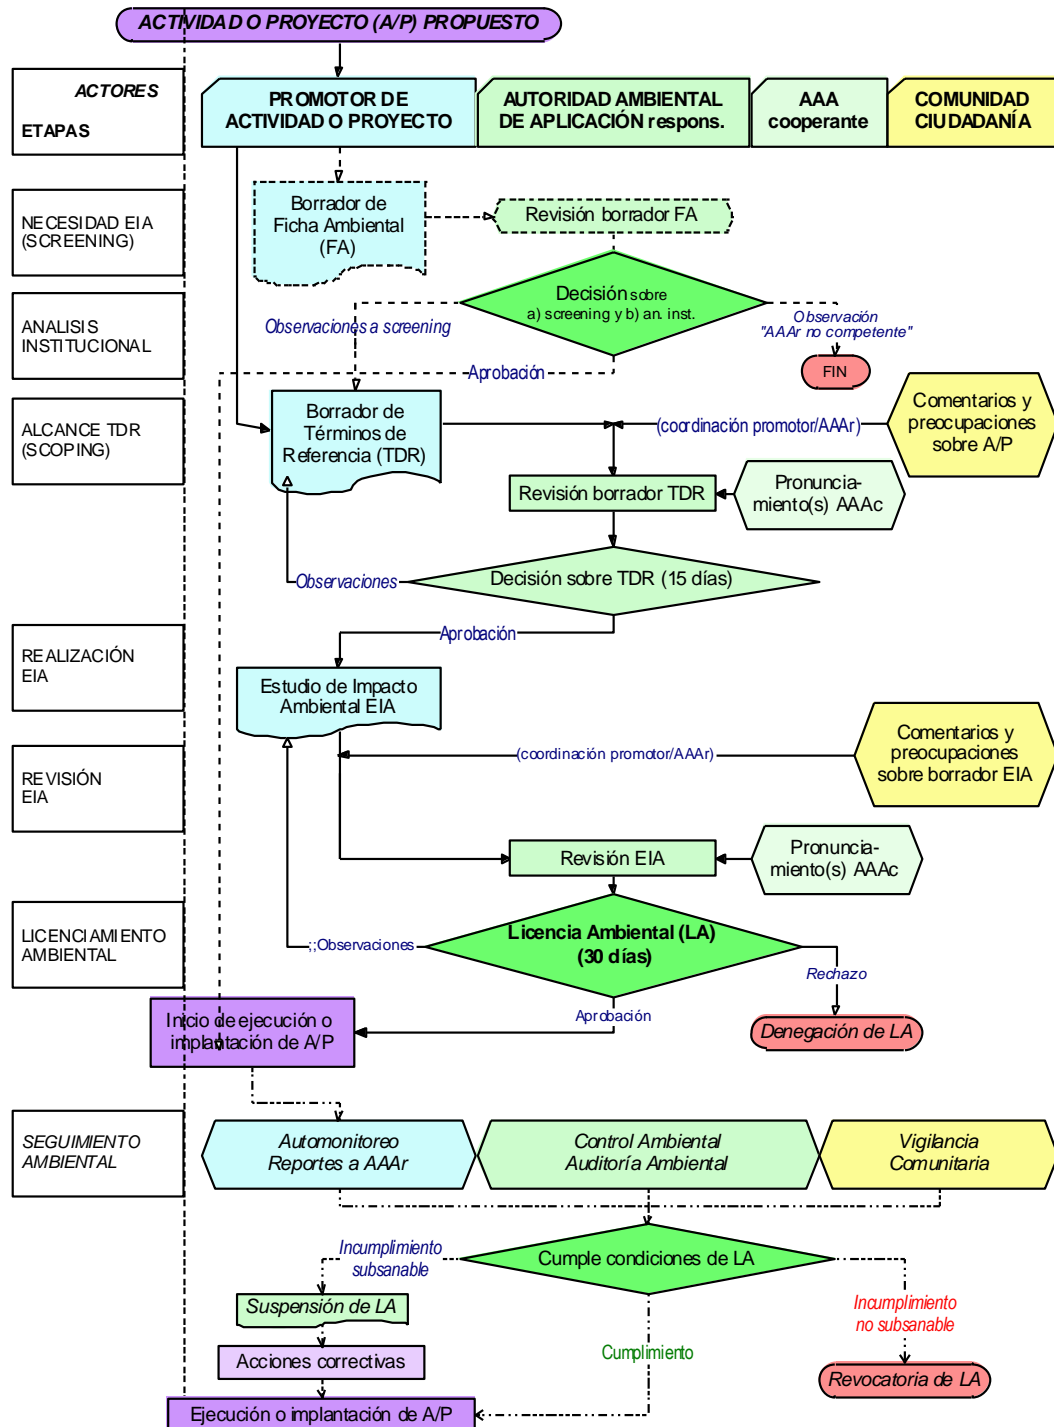 ACTIVIDAD O PROYECTO (A/P) PROPUESTO
ACTORES
ETAPAS
PROMOTOR DE
ACTIVIDAD O PROYECTO
AUTORIDAD AMBIENTAL
DE APLICACIÓN respons.
AAA
cooperante
COMUNIDAD
CIUDADANÍA
NECESIDAD EIA
(SCREENING)
Borrador de
Ficha Ambiental
(FA)
Revisión borrador FA
Decisión sobre
a) screening y b) an. inst.
ANALISIS
INSTITUCIONAL
Observaciones a screening
Observación
"AAAr no competente"
Aprobación
FIN
ALCANCE TDR
(SCOPING)
Borrador de
Términos de
Referencia (TDR)
(coordinación promotor/AAAr)
Comentarios y
preocupaciones
sobre A/P
Revisión borrador TDR
Pronuncia-
miento(s) AAAc
Observaciones
Decisión sobre TDR (15 días)
Aprobación
REALIZACIÓN
EIA
Estudio de Impacto
Ambiental EIA
REVISIÓN
EIA
(coordinación promotor/AAAr)
Comentarios y
preocupaciones
sobre borrador EIA
Revisión EIA
Pronuncia-
miento(s) AAAc
LICENCIAMIENTO
AMBIENTAL
;;Observaciones
Licencia Ambiental (LA)
(30 días)
Rechazo
Aprobación
Inicio de ejecución o
implantación de A/P
Denegación de LA
SEGUIMIENTO
AMBIENTAL
Automonitoreo
Reportes a AAAr
Control Ambiental
Auditoría Ambiental
Vigilancia
Comunitaria
Incumplimiento
subsanable
Cumple condiciones de LA
Suspensión de LA
Incumplimiento
no subsanable
Acciones correctivas
Cumplimiento
Revocatoria de LA
Ejecución o implantación de A/P